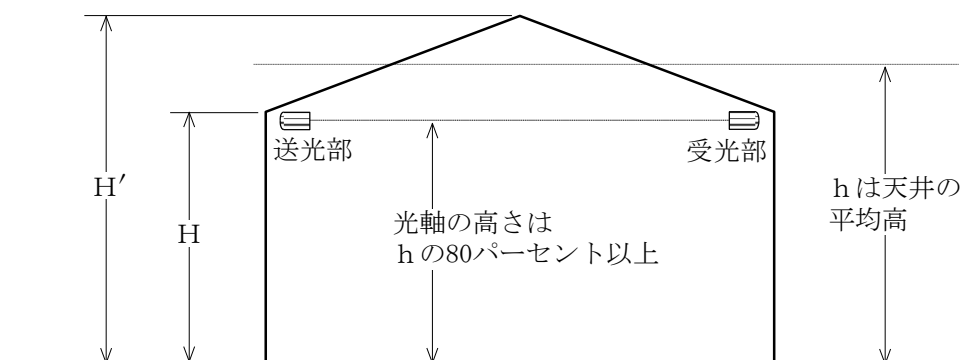 送光部
受光部
H′
H
光軸の高さは
hの80パーセント以上
hは天井の
平均高